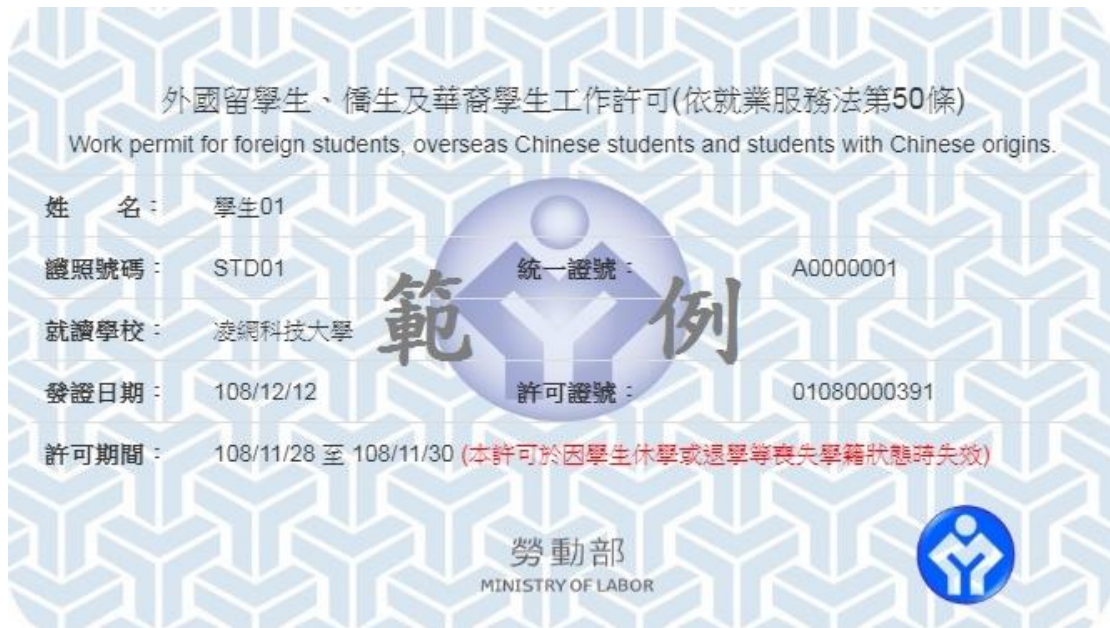 外國留學生、僑生及華裔學生工作許可(依就業服務法第50條)
Work permit for foreign students, overseas Chinese students and students with Chinese origins.
姓 名: 學生01
護照號碼: STD01 統一證號: A0000001
範例
就讀學校: 凌網科技大學
發證日期: 108/12/12 許可證號: 01080000391
許可期間: 108/11/28 至 108/11/30 (本許可於因學生休學或退學等喪失學籍狀態時失效)
勞動部
MINISTRY OF LABOR